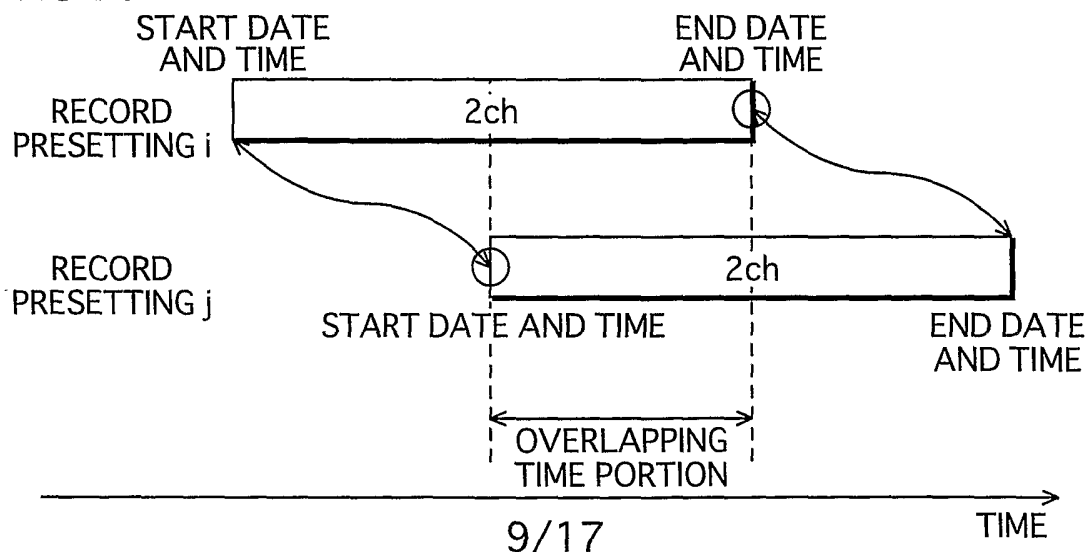 START DATE
AND TIME
END DATE
AND TIME
RECORD
PRESETTING i
2ch
RECORD
PRESETTING j
2ch
START DATE AND TIME
END DATE
AND TIME
OVERLAPPING
TIME PORTION
TIME
9/17